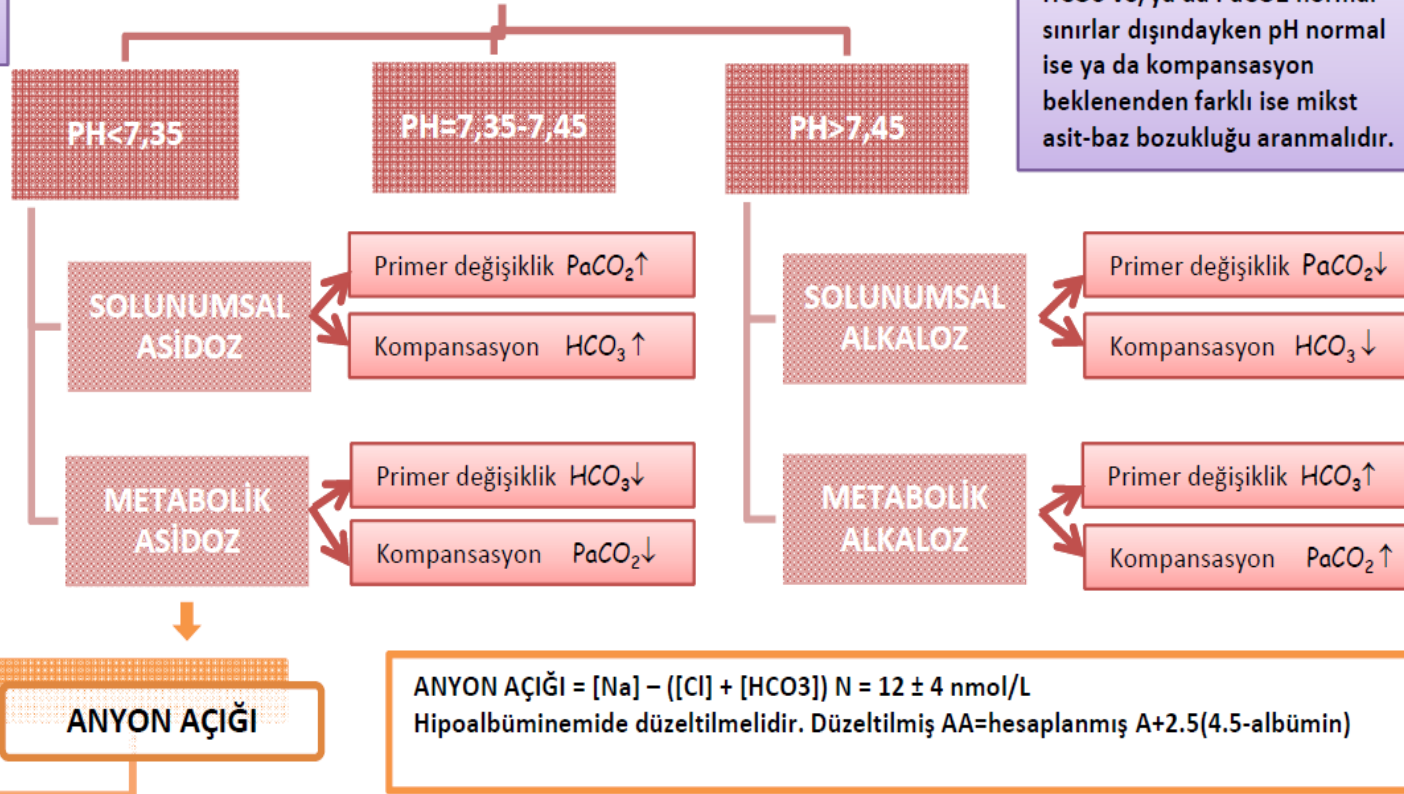 sınırlar dışındayken pH normal
ise ya da kompansasyon
beklenenden farklı ise mikst
asit-baz bozukluğu aranmalıdır.
PH<7,35
PH=7,35-7,45
PH>7,45
SOLUNUMSAL
ASİDOZ
Primer değişiklik PaCO₂↑
Kompansasyon HCO₃↑
METABOLİK
ASİDOZ
Primer değişiklik HCO₃↓
Kompansasyon PaCO₂↓
SOLUNUMSAL
ALKALOZ
Primer değişiklik PaCO₂↓
Kompansasyon HCO₃↓
METABOLİK
ALKALOZ
Primer değişiklik HCO₃↑
Kompansasyon PaCO₂↑
ANYON AÇIĞI
ANYON AÇIĞI = [Na] – ([Cl] + [HCO3]) N = 12 ± 4 nmol/L
Hipoalbüminemide düzeltilmelidir. Düzeltilmiş AA=hesaplanmış A+2.5(4.5-albümin)